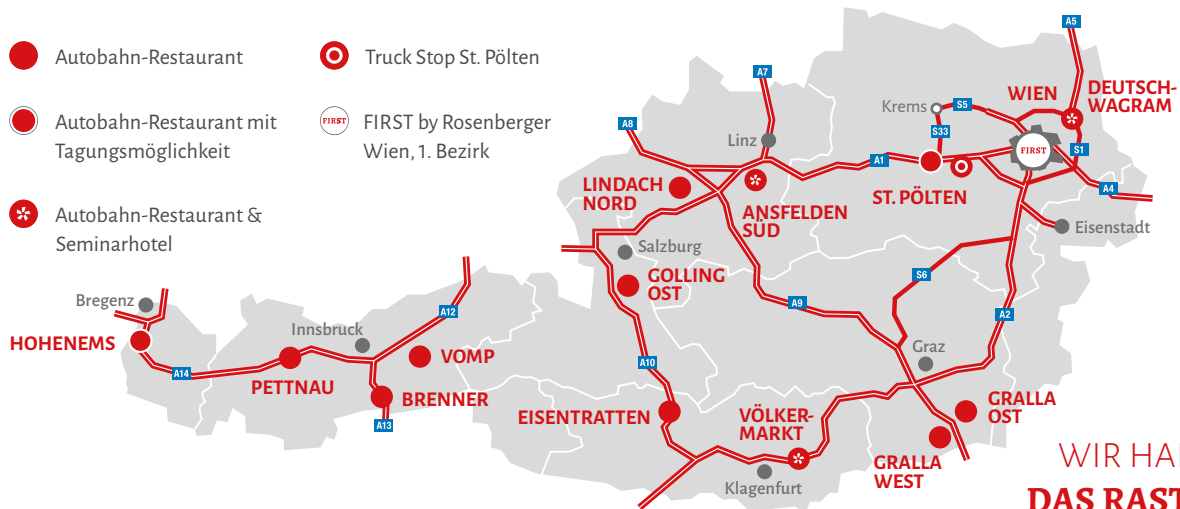 Autobahn-Restaurant
Truck Stop St. Pölten
Autobahn-Restaurant mit
Tagungsmöglichkeit
FIRST
FIRST by Rosenberger
Wien, 1. Bezirk
Autobahn-Restaurant &
Seminarhotel
A5
A7
A8
Krems
S5
WIEN
DEUTSCH-
WAGRAM
S33
Linz
A1
FIRST
S1
A4
LINDACH
NORD
ANSFELDEN
SÜD
ST. PÖLTEN
Eisenstadt
Salzburg
GOLLING
OST
S6
A9
A2
Bregenz
HOHENEMS
A14
Innsbruck
A12
PETTNAU
VOMP
BRENNER
A13
A10
Graz
EISENTRATTEN
VÖLKER-
MARKT
Klagenfurt
GRALLA
OST
GRALLA
WEST
WIR HA
DAS RAST